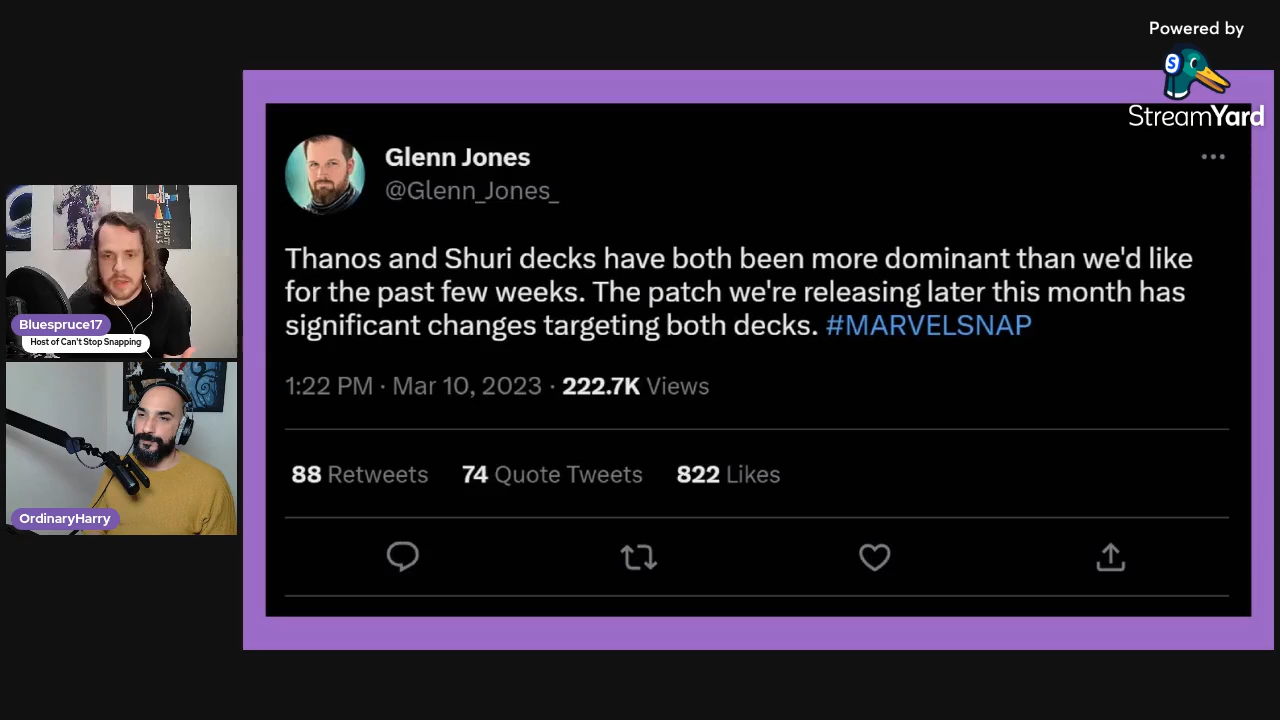 Powered by
StreamYard
Glenn Jones
@Glenn_Jones_
Thanos and Shuri decks have both been more dominant than we'd like
for the past few weeks. The patch we're releasing later this month has
significant changes targeting both decks. #MARVELSNAP
1:22 PM · Mar 10, 2023 · 222.7K Views
88 Retweets 74 Quote Tweets 822 Likes
STAR WARS
Bluespruce17
Host of Can't Stop Snapping
OrdinaryHarry